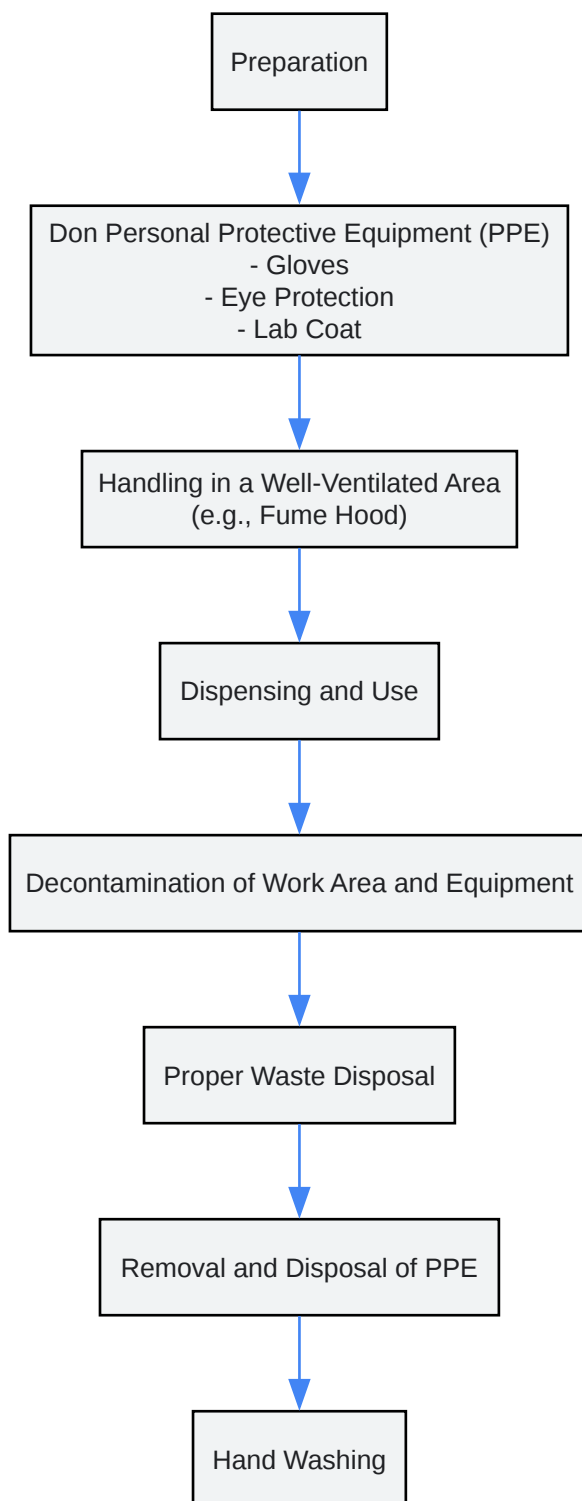 Preparation
Don Personal Protective Equipment (PPE)
- Gloves
- Eye Protection
- Lab Coat
Handling in a Well-Ventilated Area
(e.g., Fume Hood)
Dispensing and Use
Decontamination of Work Area and Equipment
Proper Waste Disposal
Removal and Disposal of PPE
Hand Washing